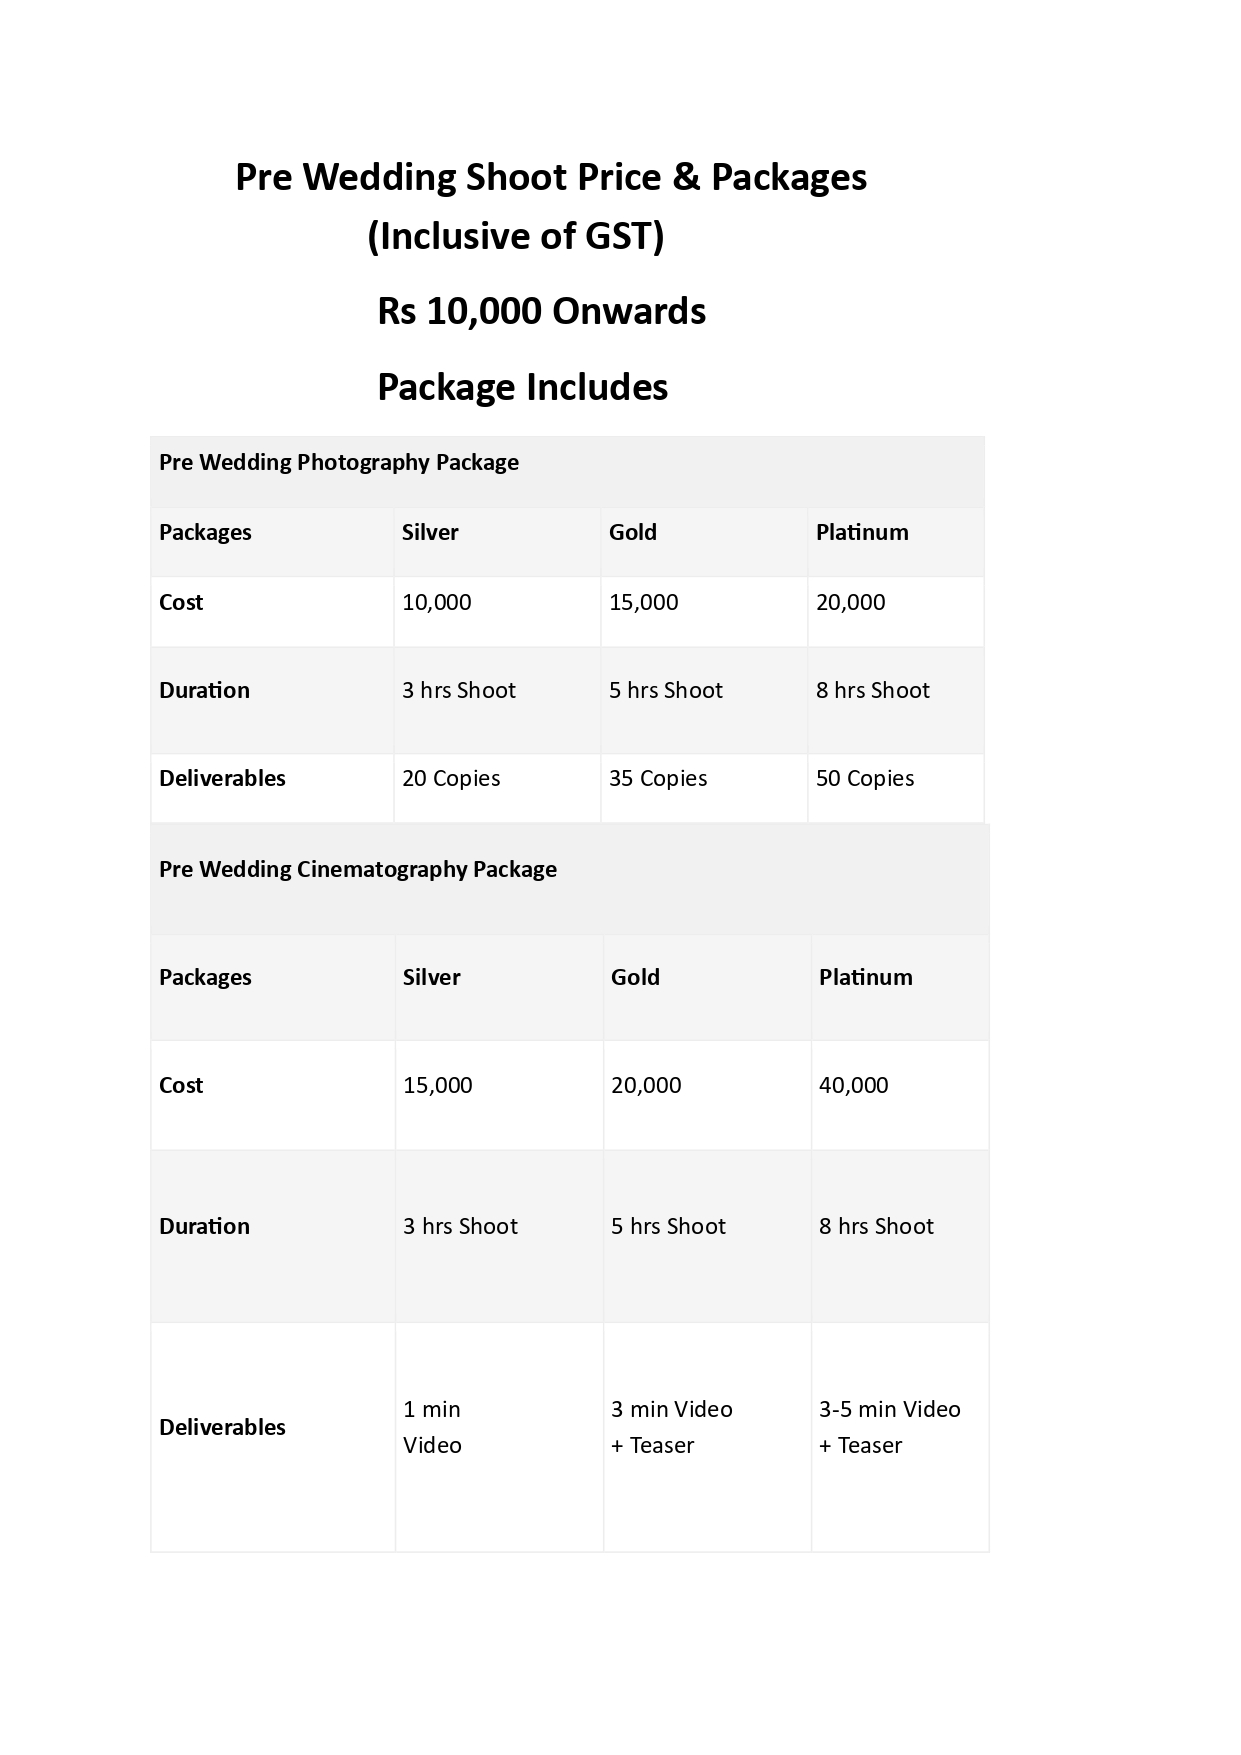 Pre Wedding Shoot Price & Packages
(Inclusive of GST)
Rs 10,000 Onwards
Package Includes
Pre Wedding Photography Package
Packages Silver Gold Platinum
Cost 10,000 15,000 20,000
Duration 3 hrs Shoot 5 hrs Shoot 8 hrs Shoot
Deliverables 20 Copies 35 Copies 50 Copies
Pre Wedding Cinematography Package
Packages Silver Gold Platinum
Cost 15,000 20,000 40,000
Duration 3 hrs Shoot 5 hrs Shoot 8 hrs Shoot
Deliverables
1 min
Video
3 min Video
+ Teaser
3-5 min Video
+ Teaser